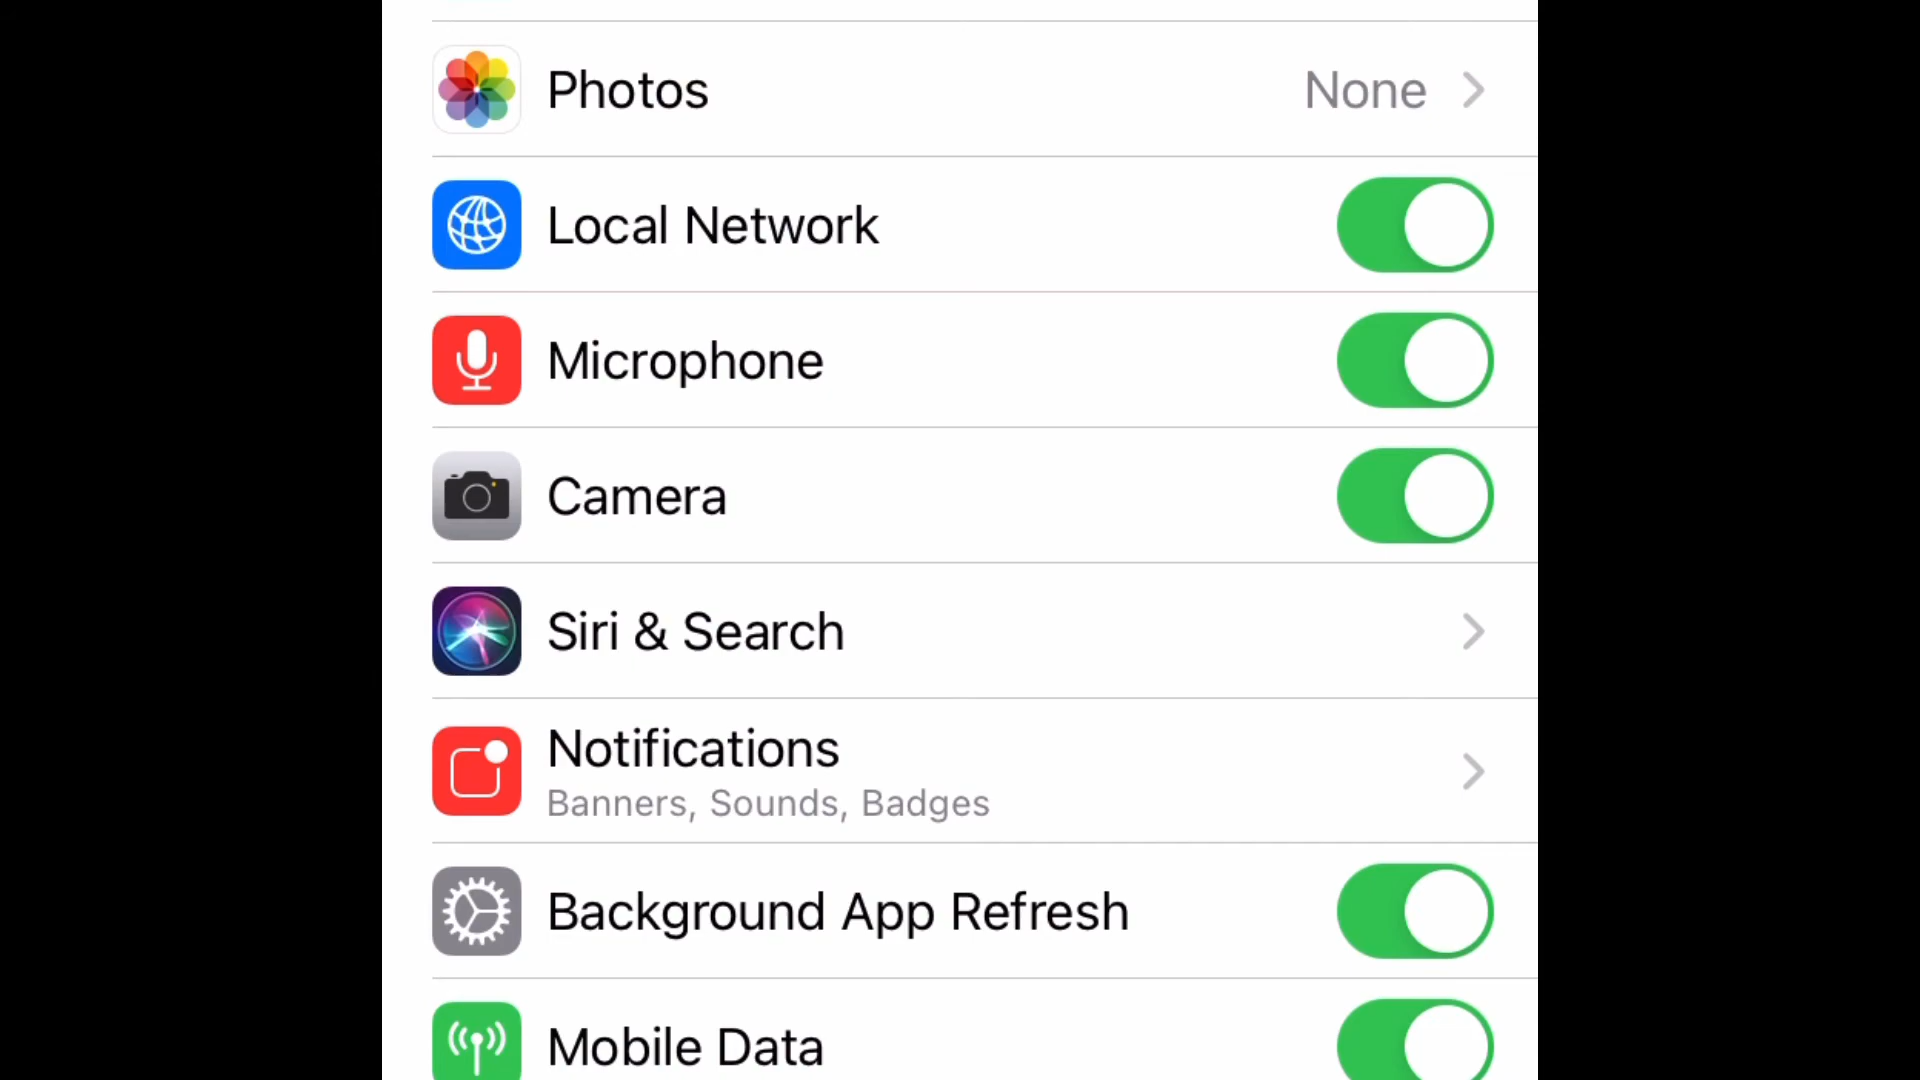 Photos None
Local Network
Microphone
Camera
Siri & Search
Notifications
Banners, Sounds, Badges
Background App Refresh
Mobile Data